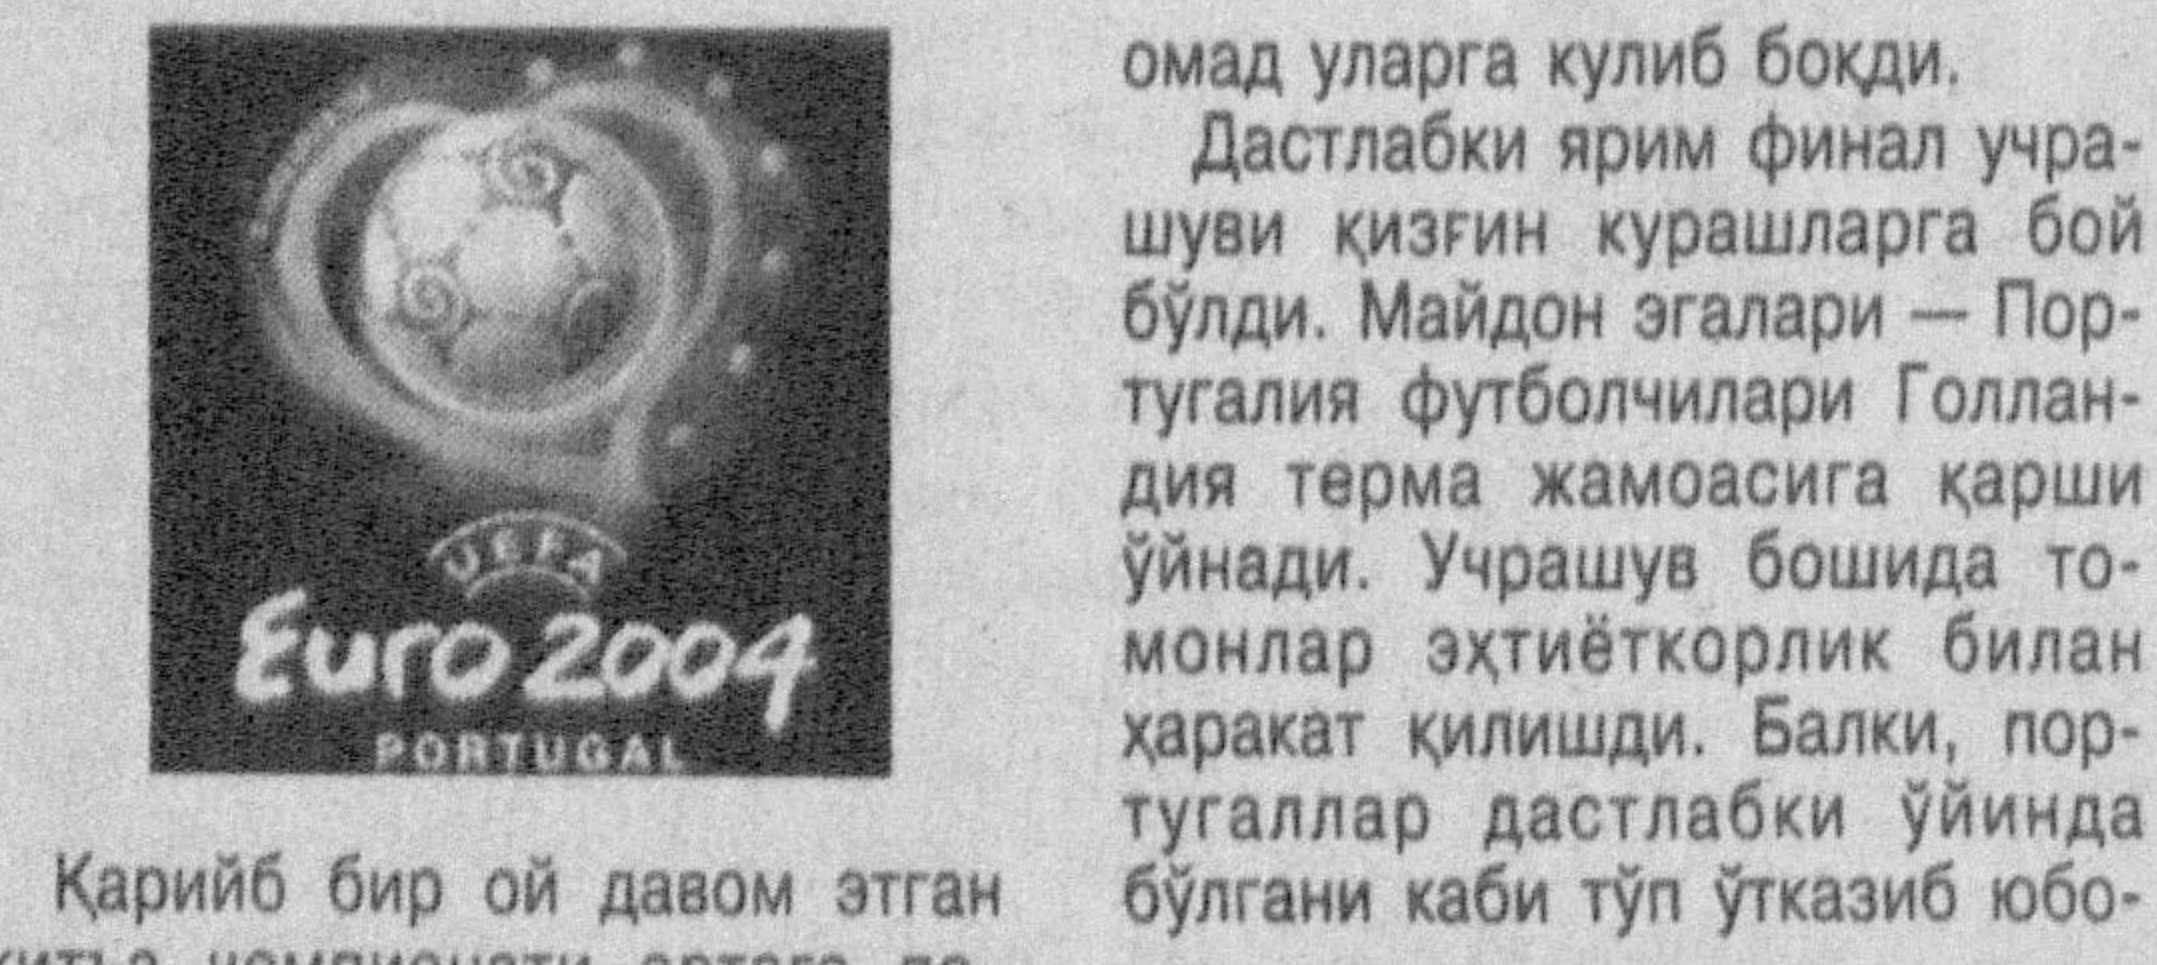 UEFA
Euro 2004
PORTUGAL
Қарийб бир ой давом этган
омад уларга кулиб боқди.
Дастлабки ярим финал учра-
шуви қизғин курашларга бой
бўлди. Майдон эгалари — Пор-
тугалия футболчилари Голлан-
дия терма жамоасига қарши
ўйнади. Учрашув бошида то-
монлар эҳтиёткорлик билан
ҳаракат қилишди. Балки, пор-
тугаллар дастлабки ўйинда
бўлгани каби тўп ўтказиб юбо-